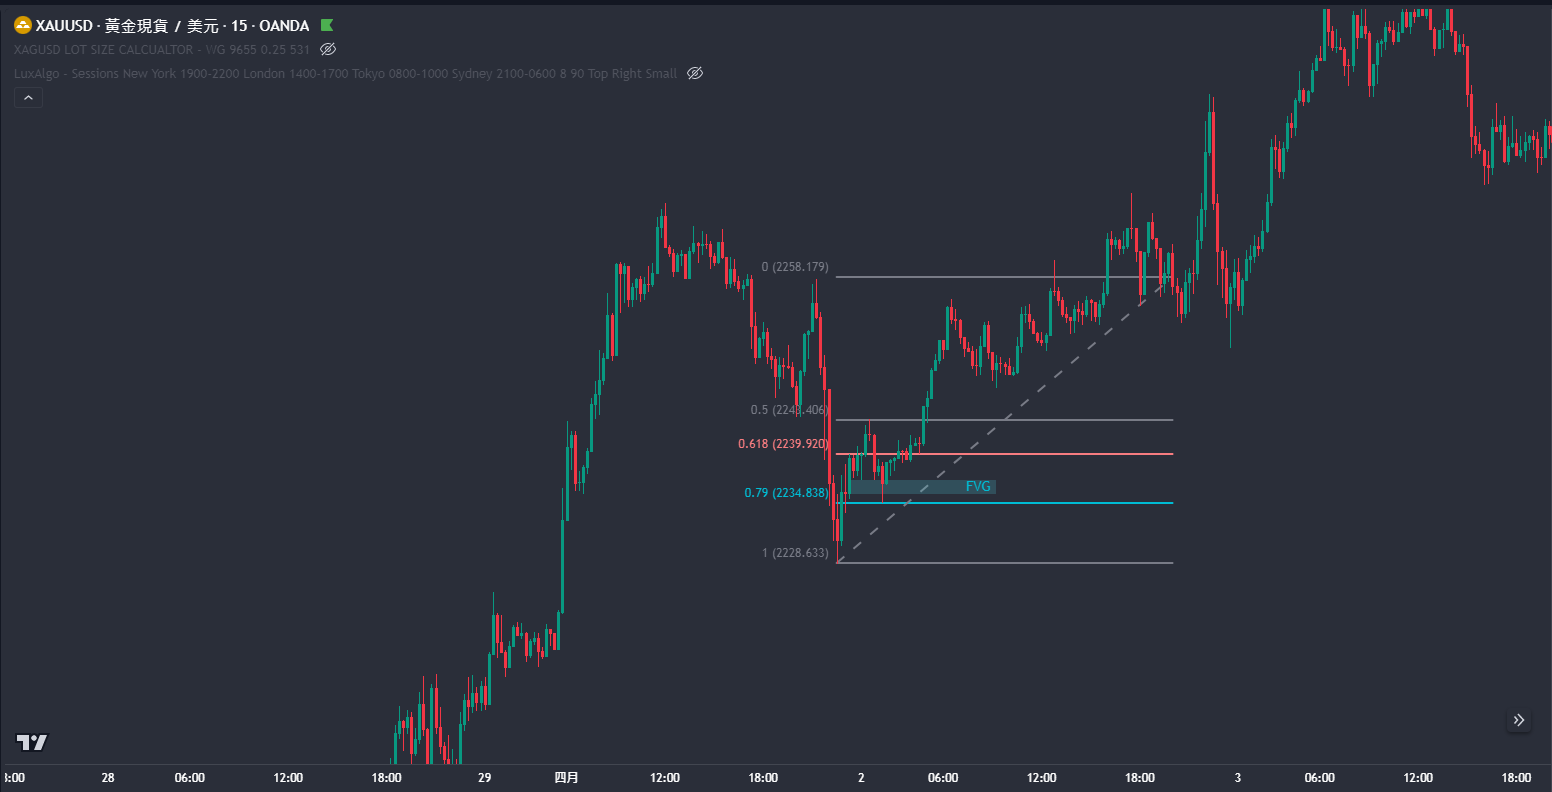 XAUUSD · 黃金現貨 / 美元 · 15 · OANDA
XAGUSD LOT SIZE CALCUALTOR - WG 9655 0.25 531
LuxAlgo - Sessions New York 1900-2200 London 1400-1700 Tokyo 0800-1000 Sydney 2100-0600 8 90 Top Right Small
0 (2258.179)
0.5 (2243.406)
0.618 (2239.920)
FVG
0.79 (2234.838)
1 (2228.633)
28 06:00 12:00 18:00 29 四月 12:00 18:00 2 06:00 12:00 18:00 3 06:00 12:00 18:00